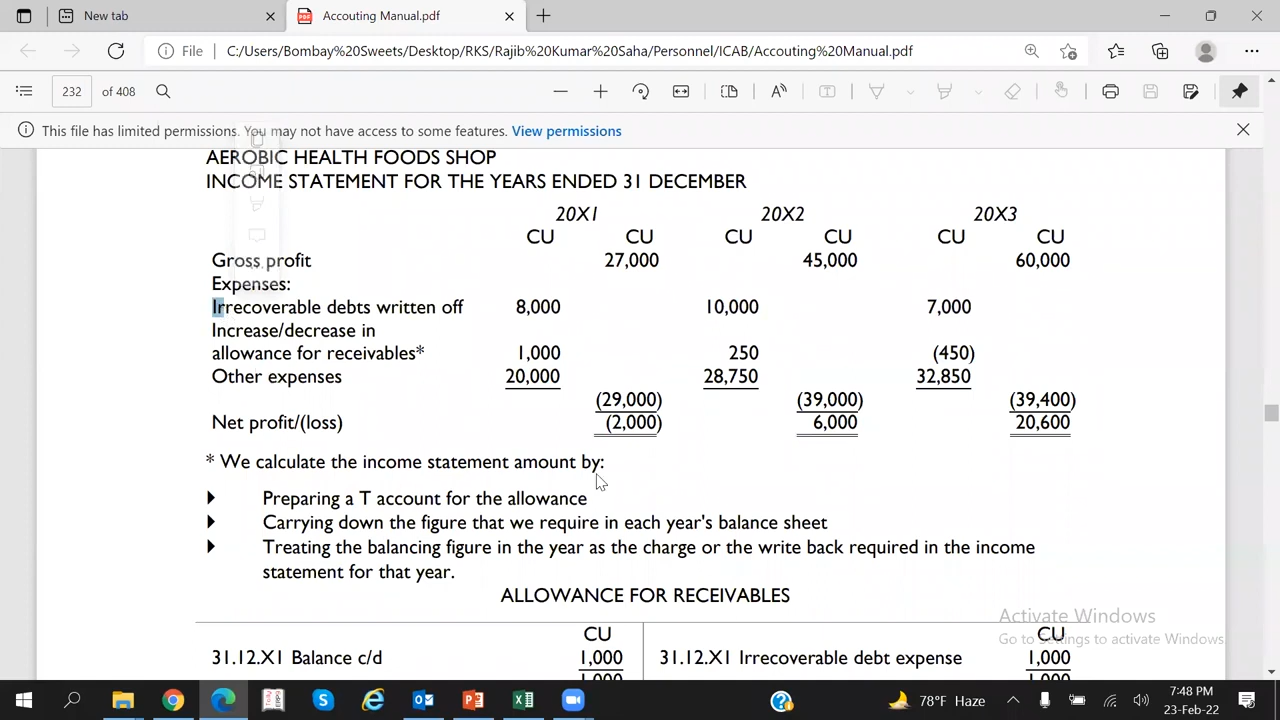 New tab
Accouting Manual.pdf
File C:/Users/Bombay%20Sweets/Desktop/RKS/Rajib%20Kumar%20Saha/Personnel/ICAB/Accouting%20Manual.pdf
232 of 408
This file has limited permissions. You may not have access to some features. View permissions
AEROBIC HEALTH FOODS SHOP
INCOME STATEMENT FOR THE YEARS ENDED 31 DECEMBER
20X1 20X2 20X3
CU CU CU CU CU CU
Gross profit 27,000 45,000 60,000
Expenses:
Irrecoverable debts written off 8,000 10,000 7,000
Increase/decrease in
allowance for receivables* 1,000 250 (450)
Other expenses 20,000 28,750 32,850
(29,000) (39,000) (39,400)
Net profit/(loss) (2,000) 6,000 20,600
* We calculate the income statement amount by:
Preparing a T account for the allowance
Carrying down the figure that we require in each year's balance sheet
Treating the balancing figure in the year as the charge or the write back required in the income
statement for that year.
ALLOWANCE FOR RECEIVABLES
Activate Windows
CU CU
Go to Settings to activate Windows.
31.12.X1 Balance c/d 1,000 31.12.X1 Irrecoverable debt expense 1,000
1,000 1,000
78°F Haze
7:48 PM
23-Feb-22